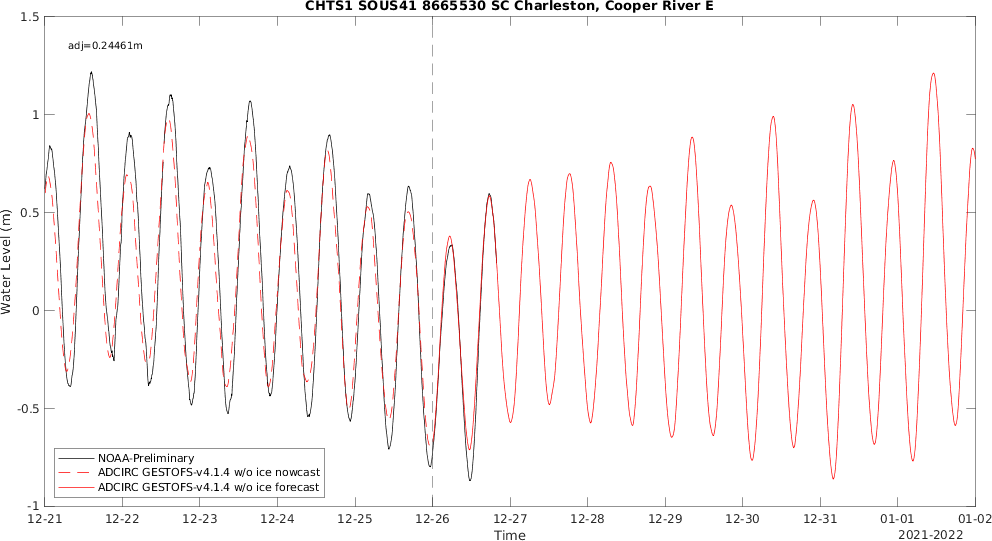 CHTS1 SOUS41 8665530 SC Charleston, Cooper River E
adj=0.24461m
1.5
1
0.5
0
-0.5
-1
Water Level (m)
NOAA-Preliminary
ADCIRC GESTOFS-v4.1.4 w/o ice nowcast
ADCIRC GESTOFS-v4.1.4 w/o ice forecast
12-21 12-22 12-23 12-24 12-25 12-26 12-27 12-28 12-29 12-30 12-31 01-01 01-02
Time
2021-2022